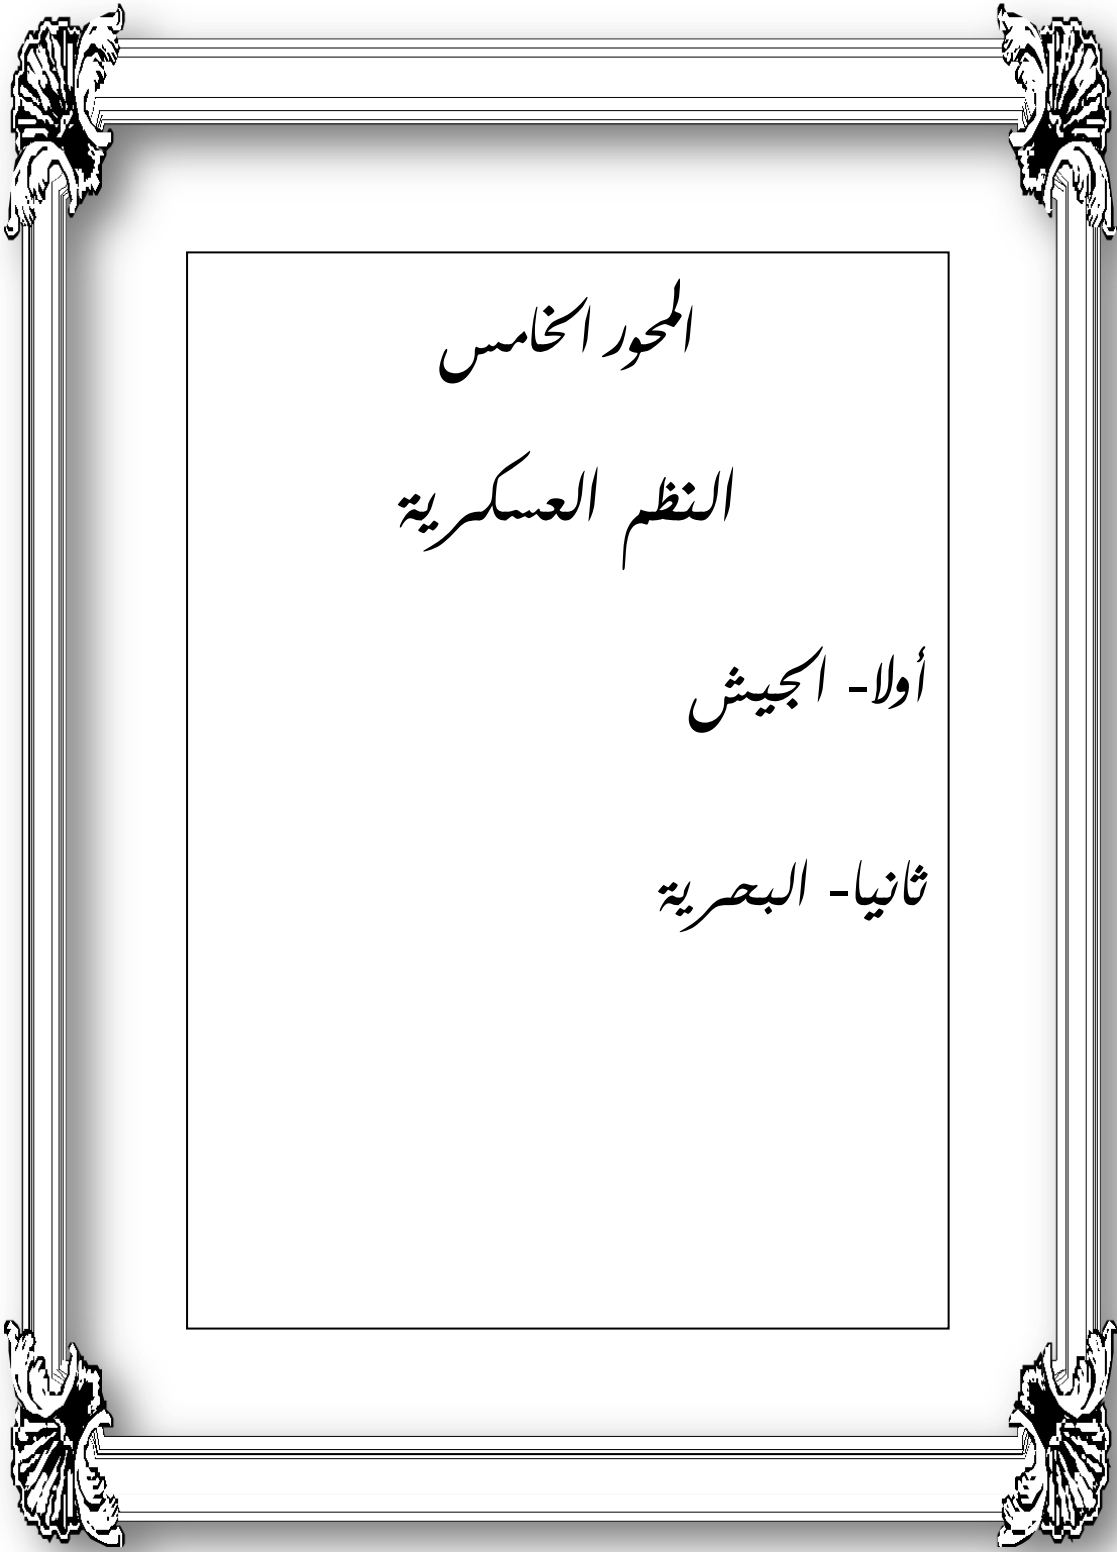 المحور الخامس
النظم العسكرية
أولا- الجيش
ثانيا- البحرية